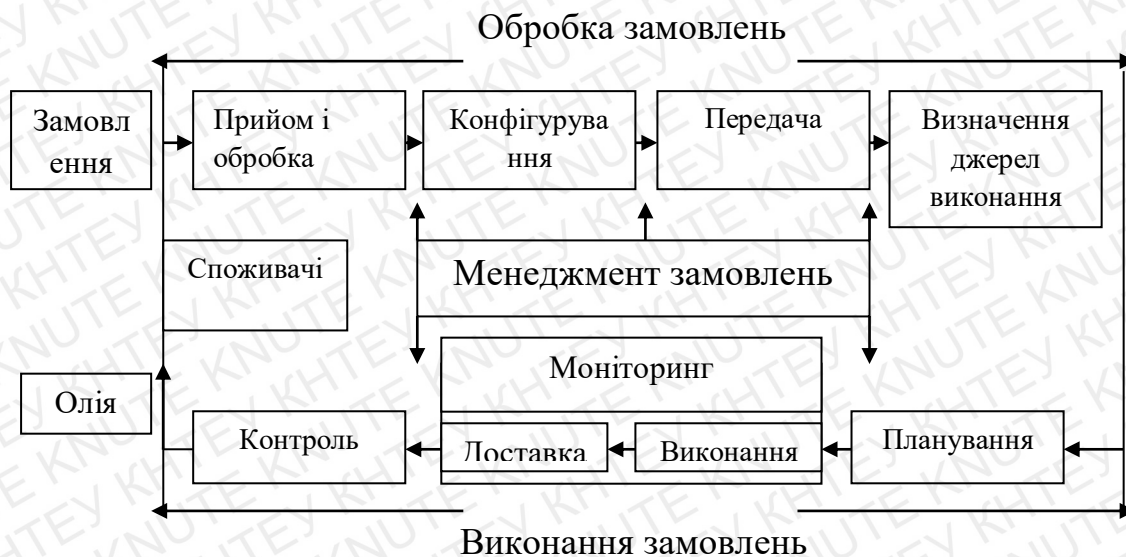 Обробка замовлень
Замовл
ення
Прийом і
обробка
Конфігурува
ння
Передача
Визначення
джерел
виконання
Споживачі
Менеджмент замовлень
Моніторинг
Олія
Контроль
Доставка
Виконання
Планування
Виконання замовлень